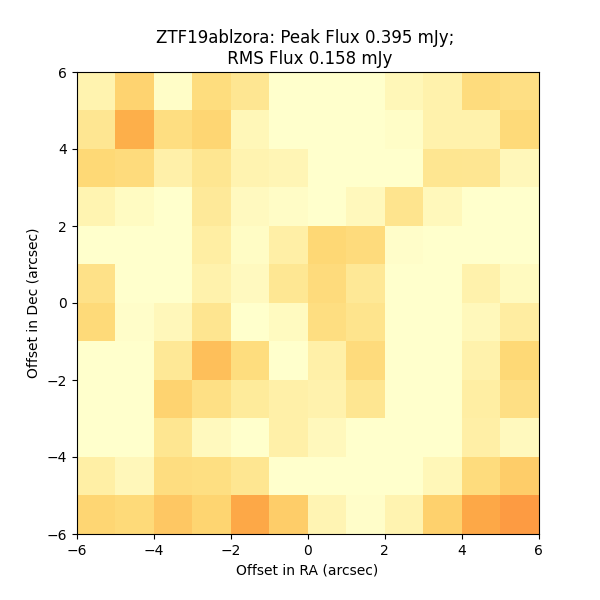 ZTF19ablzora: Peak Flux 0.395 mJy;
RMS Flux 0.158 mJy
6
4
2
0
−2
−4
−6
Offset in Dec (arcsec)
−6 −4 −2 0 2 4 6
Offset in RA (arcsec)